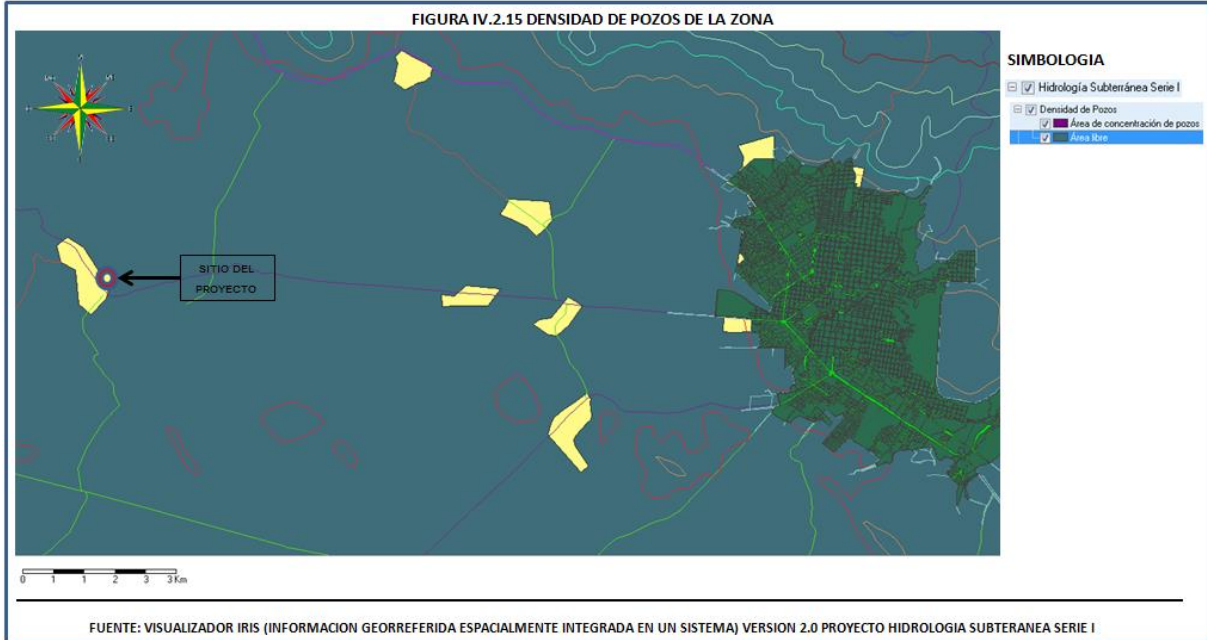 FIGURA IV.2.15 DENSIDAD DE POZOS DE LA ZONA
SIMBOLOGIA
Hidrología Subterránea Serie I
Densidad de Pozos
Área de concentración de pozos
Área libre
SITIO DEL
PROYECTO
0 1 1 2 3 3 Km
FUENTE: VISUALIZADOR IRIS (INFORMACION GEORREFERIDA ESPACIALMENTE INTEGRADA EN UN SISTEMA) VERSION 2.0 PROYECTO HIDROLOGIA SUBTERANEA SERIE I